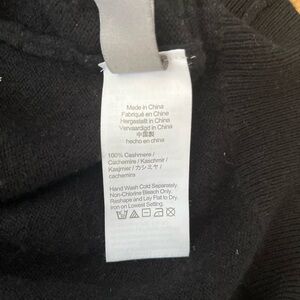 Made in China
Fabriqué en Chine
Hergestellt in China
Vervaardigd in China
中国製
hecho en china
100% Cashmere /
Cachemire / Kaschmir /
Kasjmier / カシミヤ /
cachemira
Hand Wash Cold Separately.
Non-Chlorine Bleach Only.
Reshape and Lay Flat to Dry.
Iron on Lowest Setting.